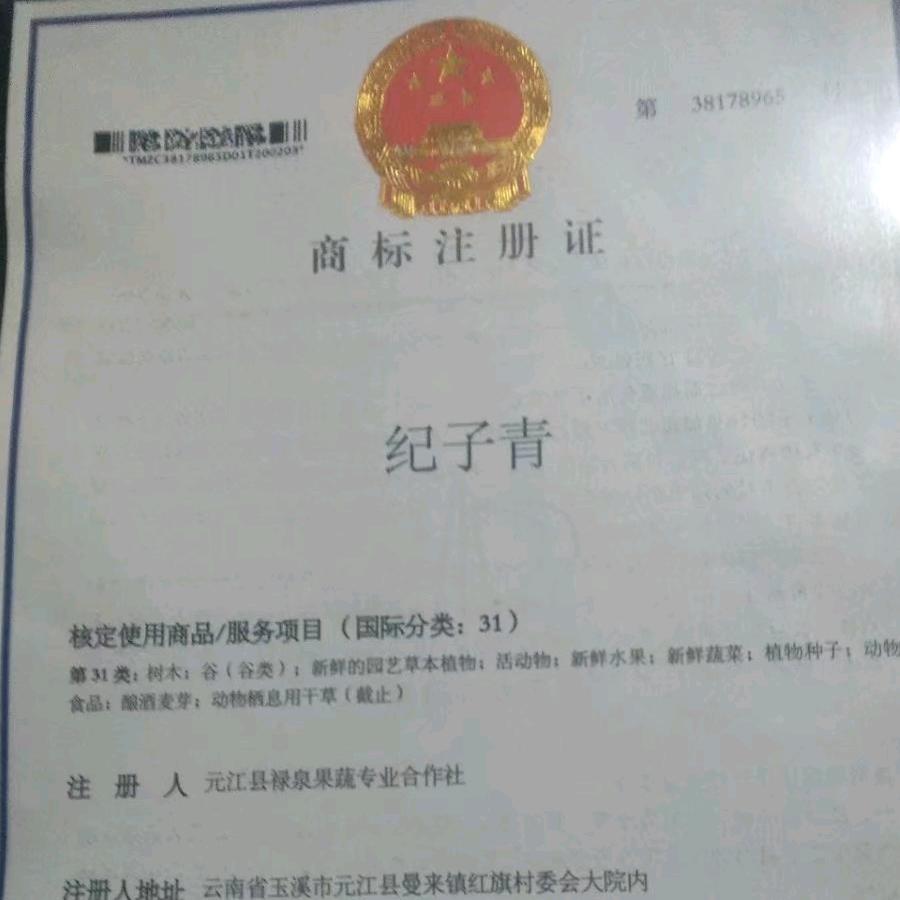 第 38178965
*TMZC38178965D01T200203*
商标注册证
纪子青
核定使用商品/服务项目（国际分类：31）
第31类：树木；谷（谷类）；新鲜的园艺草本植物；活动物；新鲜水果；新鲜蔬菜；植物种子；动物
食品；酿酒麦芽；动物栖息用干草（截止）
注册人 元江县禄泉果蔬专业合作社
注册人地址 云南省玉溪市元江县曼来镇红旗村委会大院内